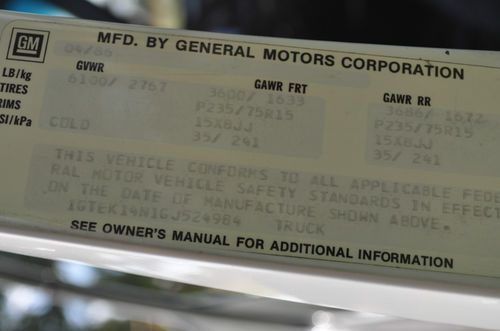 GM
MFD. BY GENERAL MOTORS CORPORATION
04/86
GVWR GAWR FRT GAWR RR
LB/kg 6100/ 2767 3600/ 1633 3686/ 1672
TIRES P235/75R15 P235/75R15
RIMS 15X8JJ 15X8JJ
SI/kPa COLD 35/ 241 35/ 241
THIS VEHICLE CONFORMS TO ALL APPLICABLE FEDE
RAL MOTOR VEHICLE SAFETY STANDARDS IN EFFECT
ON THE DATE OF MANUFACTURE SHOWN ABOVE.
1GTEK14N1GJ524984 TRUCK
SEE OWNER'S MANUAL FOR ADDITIONAL INFORMATION